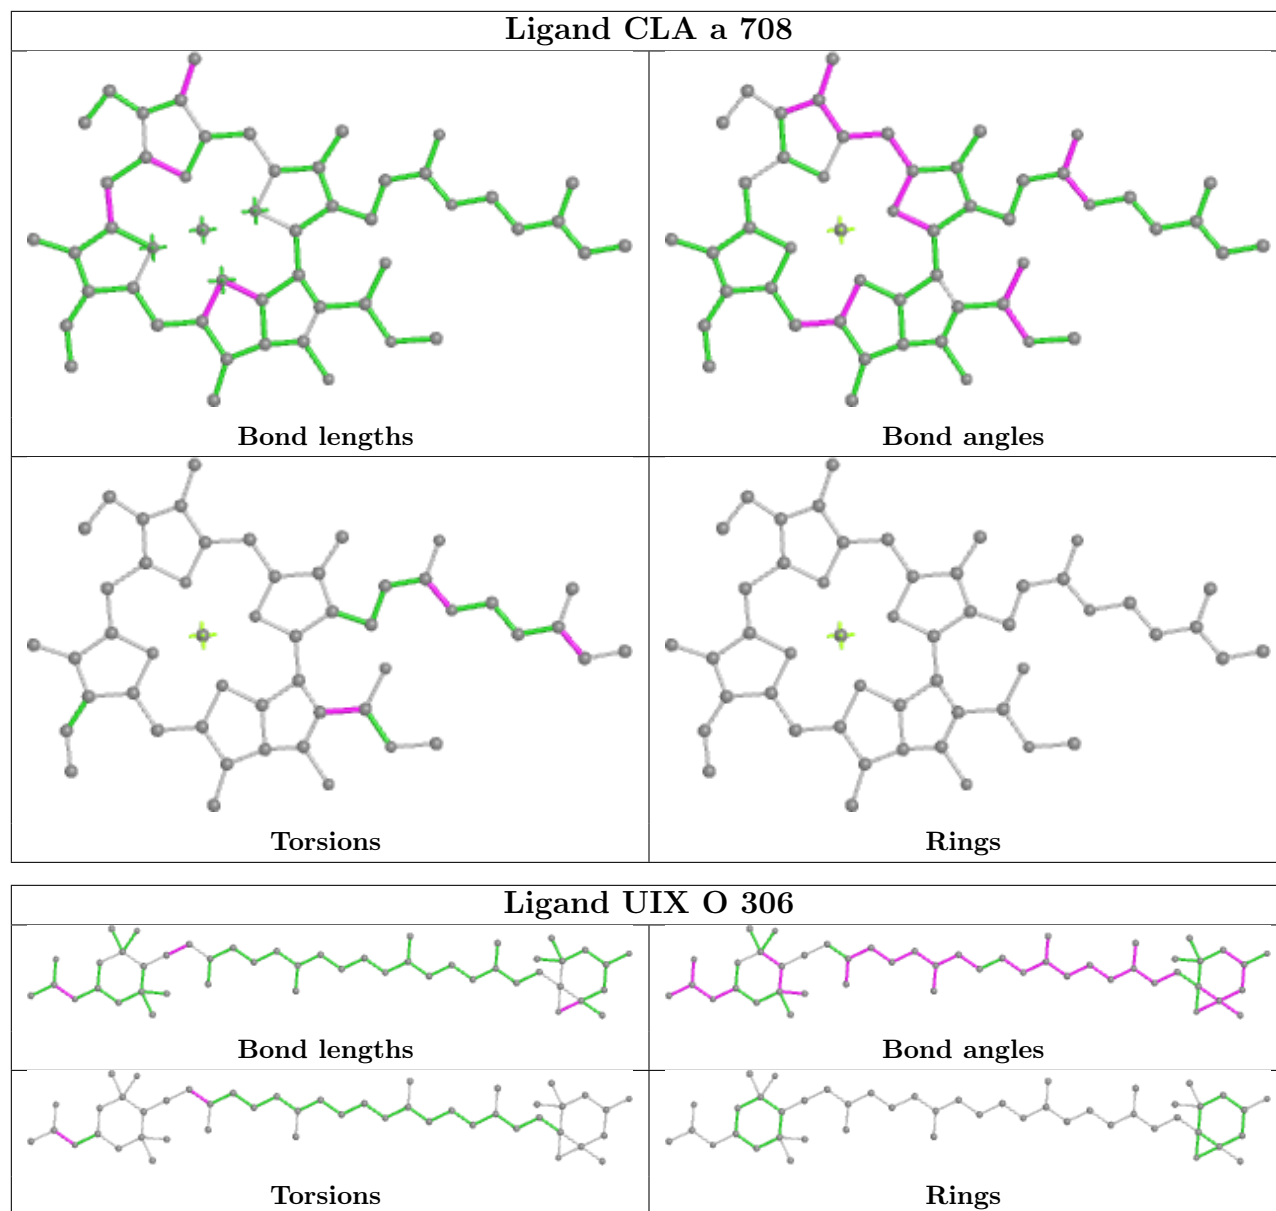 Ligand CLA a 708
Bond lengths
Bond angles
Torsions
Rings
Ligand UIX O 306
Bond lengths
Bond angles
Torsions
Rings